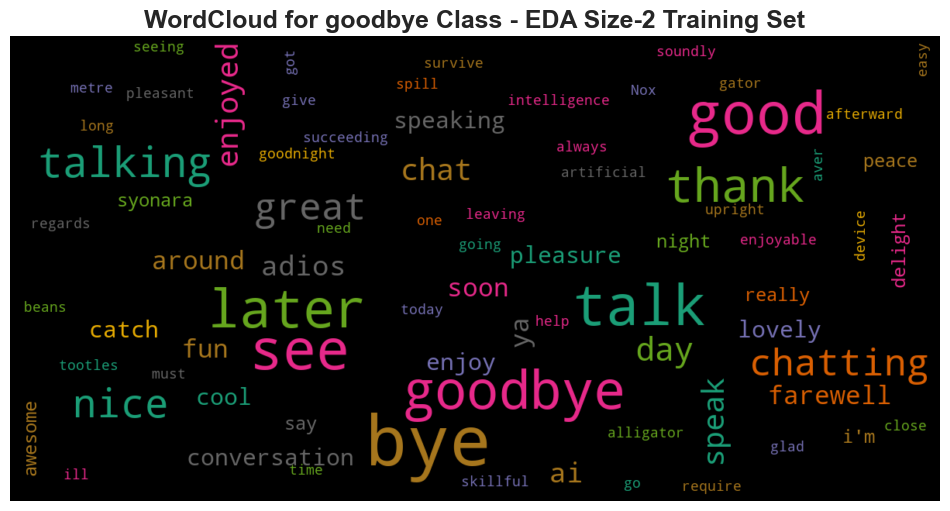 WordCloud for goodbye Class - EDA Size-2 Training Set
seeing
enjoyed
got
survive
soundly
easy
metre
pleasant
give
spill
intelligence
Nox
gator
good
afterward
long
succeeding
speaking
talking
goodnight
chat
always
artificial
thank
aver
peace
syonara
great
regards
need
one
leaving
upright
night
enjoyable
device
delight
going
pleasure
around
adios
soon
really
beans
later
today
talk
help
ya
catch
lovely
fun
see
day
tootles
must
enjoy
chatting
nice
cool
goodbye
speak
farewell
awesome
say
bye
alligator
i'm
close
conversation
glad
ill
time
skillful
ai
go
require